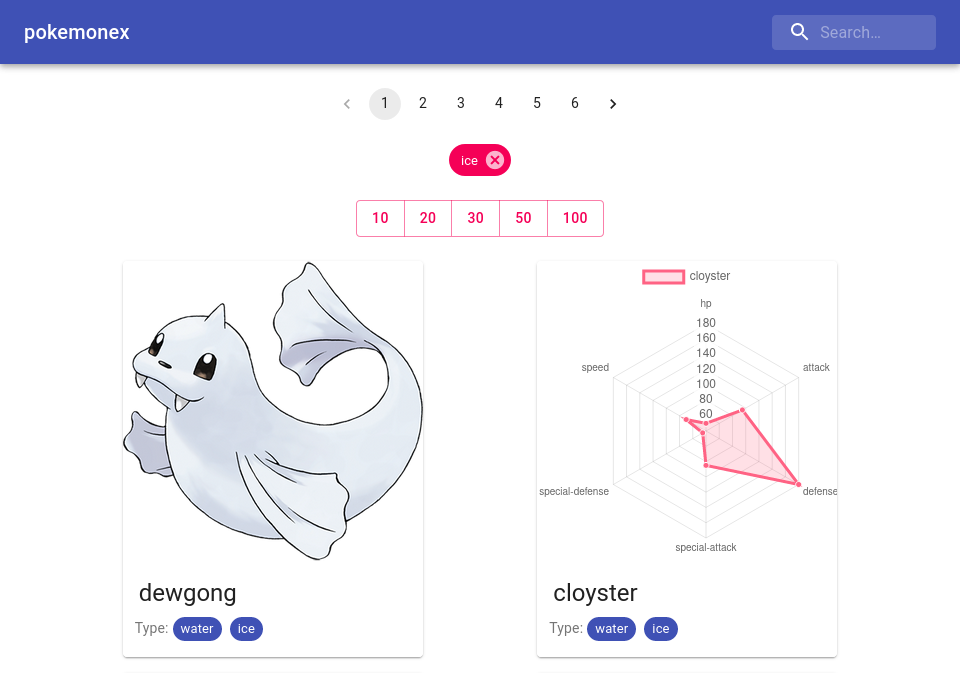 pokemonex
Search...
1 2 3 4 5 6
ice
10 20 30 50 100
cloyster
hp
180
160
140
120
100
80
60
speed
attack
special-defense
defense
special-attack
dewgong
Type: water ice
cloyster
Type: water ice